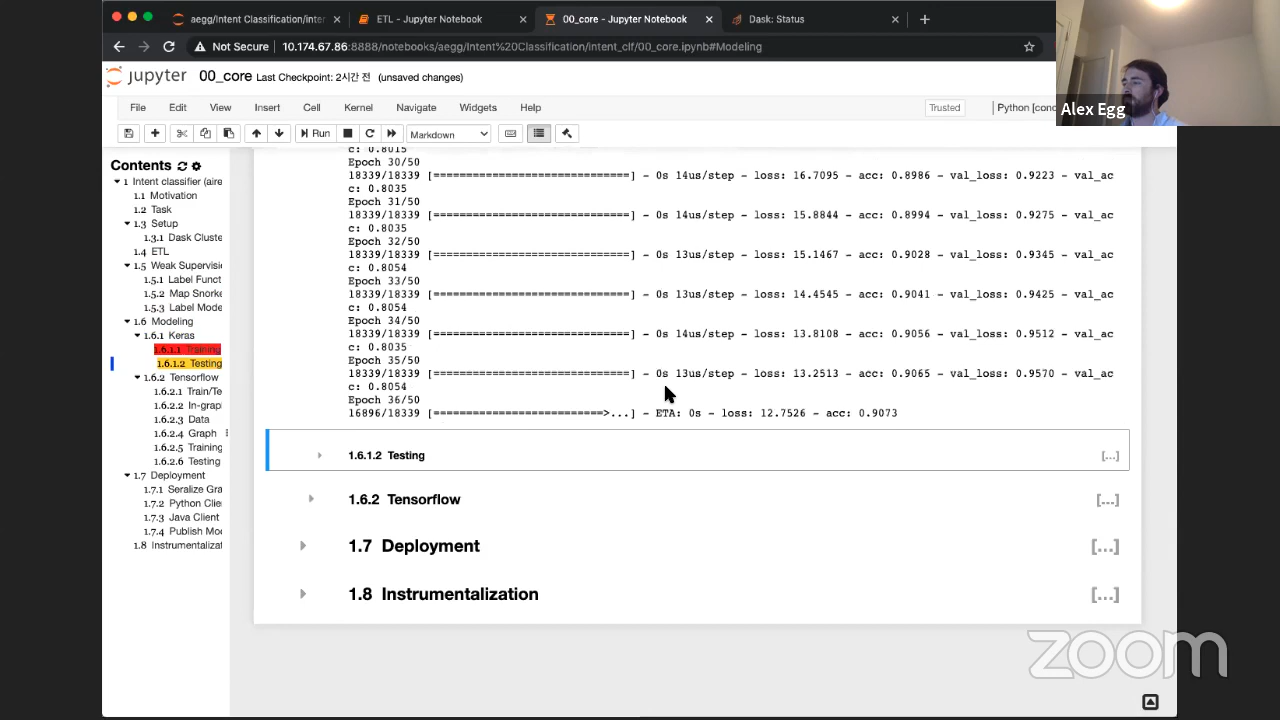 aegg/Intent Classification/inter
ETL - Jupyter Notebook
00_core - Jupyter Notebook
Dask: Status
Not Secure
10.174.67.86:8888/notebooks/aegg/Intent%20Classification/intent_clf/00_core.ipynb#Modeling
Alex Egg
jupyter
00_core Last Checkpoint: 2시간 전 (unsaved changes)
File Edit View Insert Cell Kernel Navigate Widgets Help
Trusted
Python [cond
Run
Markdown
Contents
1 Intent classifier (aire
1.1 Motivation
1.2 Task
1.3 Setup
1.3.1 Dask Cluste
1.4 ETL
1.5 Weak Supervisi
1.5.1 Label Funct
1.5.2 Map Snorke
1.5.3 Label Mode
1.6 Modeling
1.6.1 Keras
1.6.1.1 Training
1.6.1.2 Testing
1.6.2 Tensorflow
1.6.2.1 Train/Te
1.6.2.2 In-grap
1.6.2.3 Data
1.6.2.4 Graph
1.6.2.5 Training
1.6.2.6 Testing
1.7 Deployment
1.7.1 Seralize Gra
1.7.2 Python Clie
1.7.3 Java Client
1.7.4 Publish Mo
1.8 Instrumentalizat
c: 0.8015
Epoch 30/50
18339/18339 [==============================] - 0s 14us/step - loss: 16.7095 - acc: 0.8986 - val_loss: 0.9223 - val_ac
c: 0.8035
Epoch 31/50
18339/18339 [==============================] - 0s 14us/step - loss: 15.8844 - acc: 0.8994 - val_loss: 0.9275 - val_ac
c: 0.8035
Epoch 32/50
18339/18339 [==============================] - 0s 13us/step - loss: 15.1467 - acc: 0.9028 - val_loss: 0.9345 - val_ac
c: 0.8054
Epoch 33/50
18339/18339 [==============================] - 0s 13us/step - loss: 14.4545 - acc: 0.9041 - val_loss: 0.9425 - val_ac
c: 0.8054
Epoch 34/50
18339/18339 [==============================] - 0s 14us/step - loss: 13.8108 - acc: 0.9056 - val_loss: 0.9512 - val_ac
c: 0.8035
Epoch 35/50
18339/18339 [==============================] - 0s 13us/step - loss: 13.2513 - acc: 0.9065 - val_loss: 0.9570 - val_ac
c: 0.8054
Epoch 36/50
16896/18339 [==========================>...] - ETA: 0s - loss: 12.7526 - acc: 0.9073
1.6.1.2 Testing
[...]
1.6.2 Tensorflow
[...]
1.7 Deployment
[...]
1.8 Instrumentalization
[...]
zoom